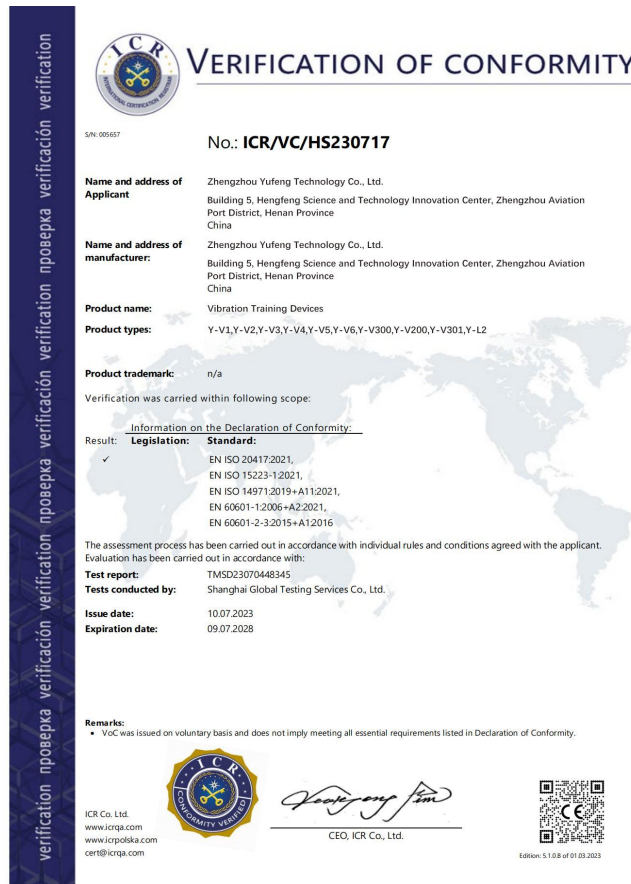 verification проверка verificación verification проверка verificación verification проверка verificación verification
ICR
INTERNATIONAL CERTIFICATION REGISTRAR
VERIFICATION OF CONFORMITY
S/N: 005657
No.: ICR/VC/HS230717
Name and address of Applicant
Zhengzhou Yufeng Technology Co., Ltd.
Building 5, Hengfeng Science and Technology Innovation Center, Zhengzhou Aviation
Port District, Henan Province
China
Name and address of manufacturer:
Zhengzhou Yufeng Technology Co., Ltd.
Building 5, Hengfeng Science and Technology Innovation Center, Zhengzhou Aviation
Port District, Henan Province
China
Product name: Vibration Training Devices
Product types: Y-V1,Y-V2,Y-V3,Y-V4,Y-V5,Y-V6,Y-V300,Y-V200,Y-V301,Y-L2
Product trademark: n/a
Verification was carried within following scope:
Information on the Declaration of Conformity:
Result: Legislation: Standard:
✓ EN ISO 20417:2021,
EN ISO 15223-1:2021,
EN ISO 14971:2019+A11:2021,
EN 60601-1:2006+A2:2021,
EN 60601-2-3:2015+A1:2016
The assessment process has been carried out in accordance with individual rules and conditions agreed with the applicant.
Evaluation has been carried out in accordance with:
Test report: TMSD23070448345
Tests conducted by: Shanghai Global Testing Services Co., Ltd.
Issue date: 10.07.2023
Expiration date: 09.07.2028
Remarks:
• VoC was issued on voluntary basis and does not imply meeting all essential requirements listed in Declaration of Conformity.
ICR
CONFORMITY VERIFIED
ICR Co. Ltd.
www.icrqa.com
www.icrpolska.com
cert@icrqa.com
CEO, ICR Co., Ltd.
CE
Edition: 5.1.0.8 of 01.03.2023